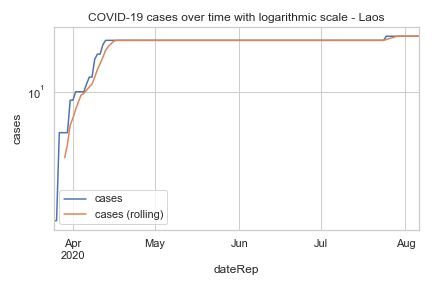 COVID-19 cases over time with logarithmic scale - Laos
cases
10¹
cases
cases (rolling)
Apr
2020
May
Jun
Jul
Aug
dateRep